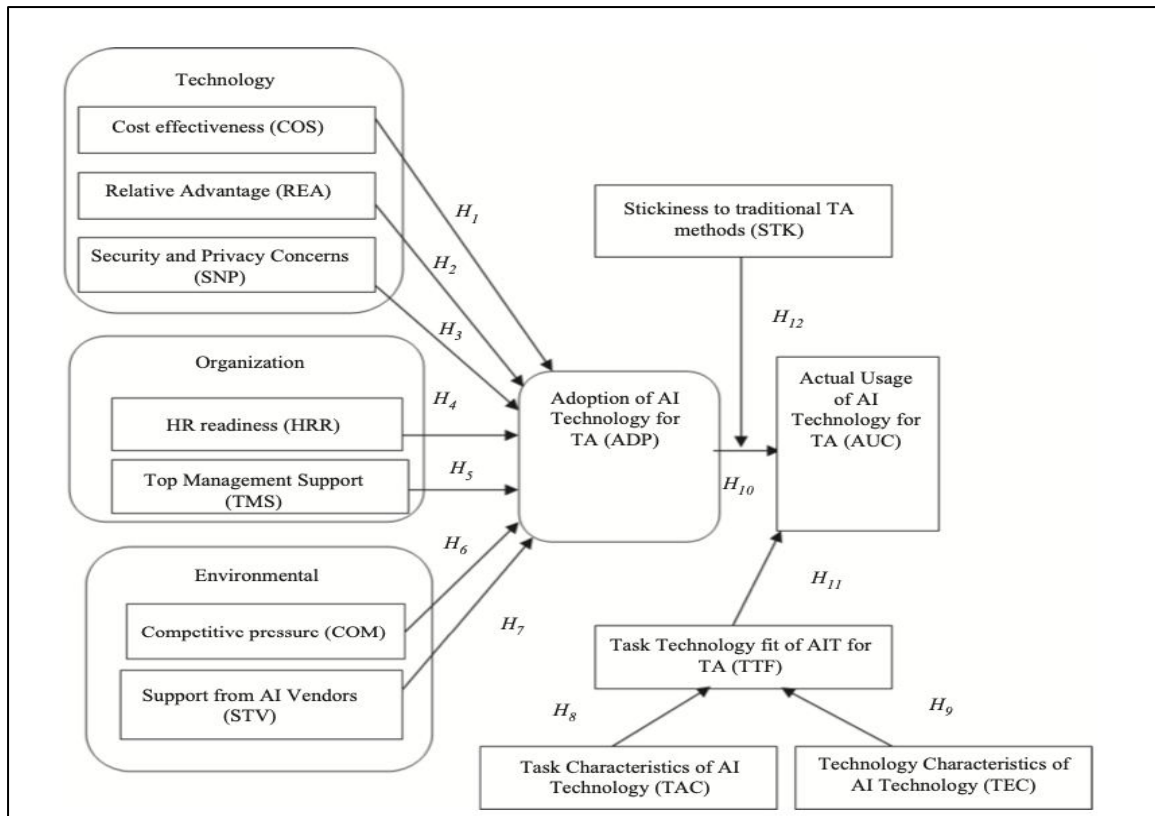 Technology
Cost effectiveness (COS)
Relative Advantage (REA)
Security and Privacy Concerns
(SNP)
H1
H2
H3
Organization
HR readiness (HRR)
Top Management Support
(TMS)
H4
H5
Environmental
Competitive pressure (COM)
Support from AI Vendors
(STV)
H6
H7
Adoption of AI
Technology for
TA (ADP)
Stickiness to traditional TA
methods (STK)
H12
H10
Actual Usage
of AI
Technology for
TA (AUC)
H11
Task Technology fit of AIT for
TA (TTF)
H8
H9
Task Characteristics of AI
Technology (TAC)
Technology Characteristics of
AI Technology (TEC)